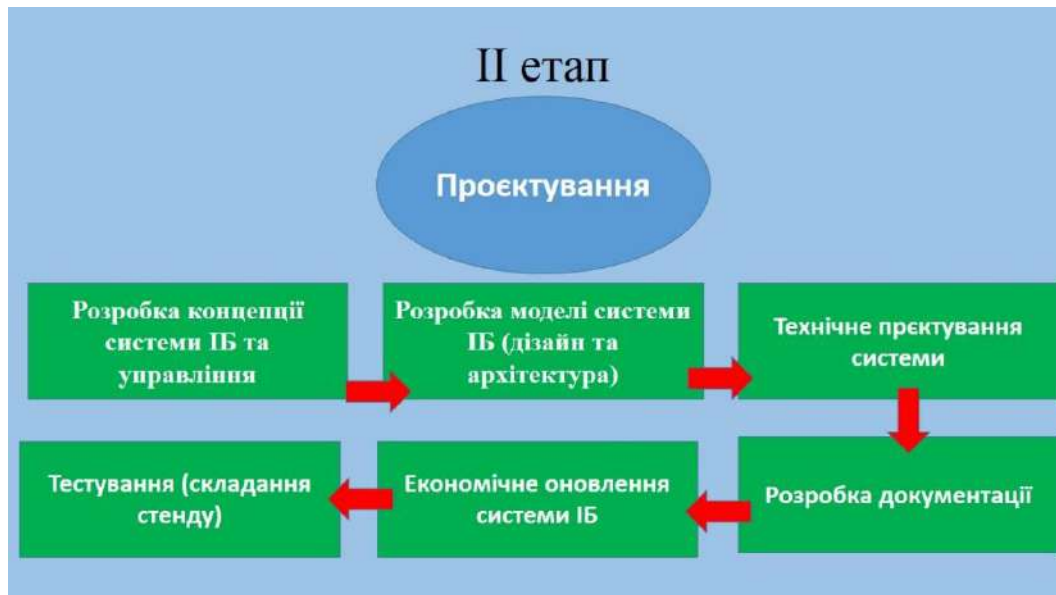 ІІ етап
Проєктування
Розробка концепції
системи ІБ та
управління
Розробка моделі системи
ІБ (дізайн та
архітектура)
Технічне прєктування
системи
Розробка документації
Економічне оновлення
системи ІБ
Тестування (складання
стенду)